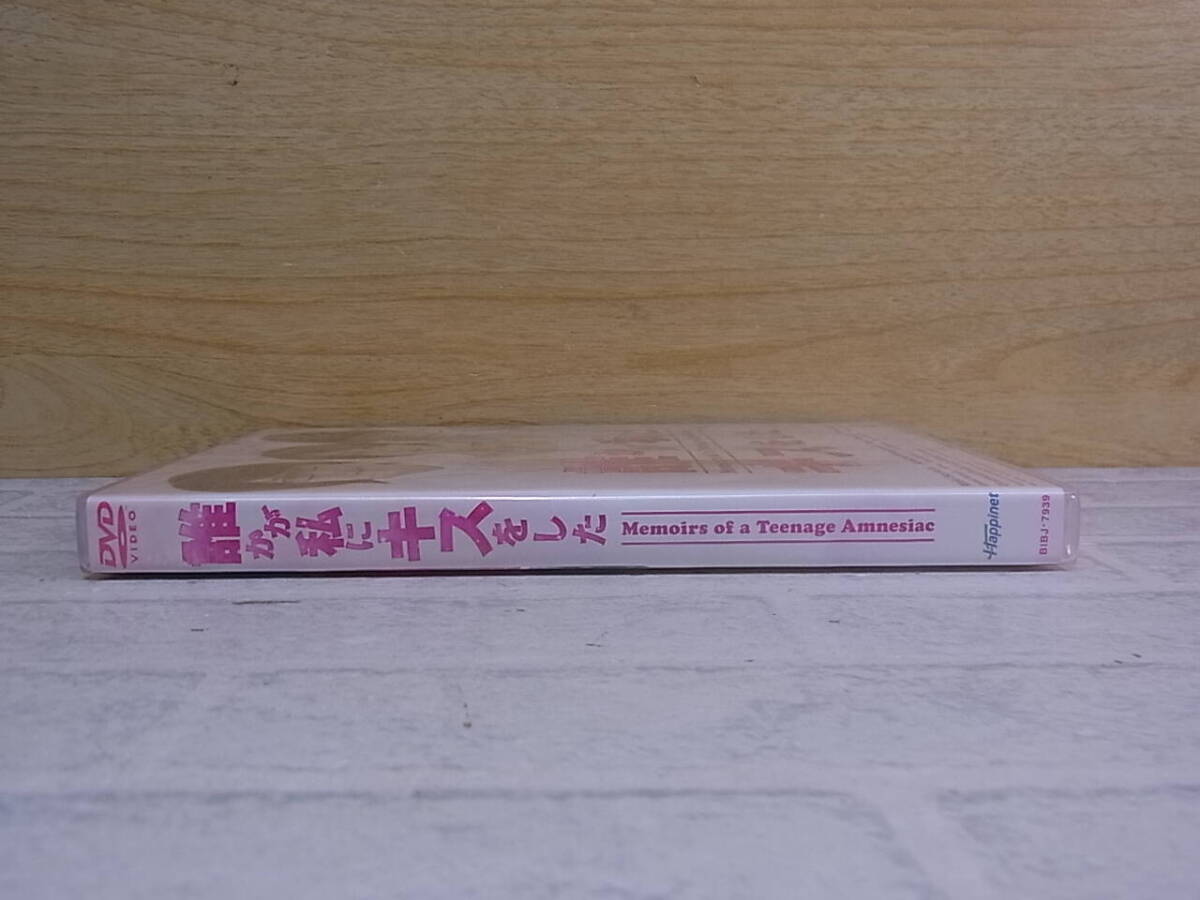 DVD
VIDEO
誰かが私にキスをした
Memoirs of a Teenage Amnesiac
Happinet
BIBJ-7939